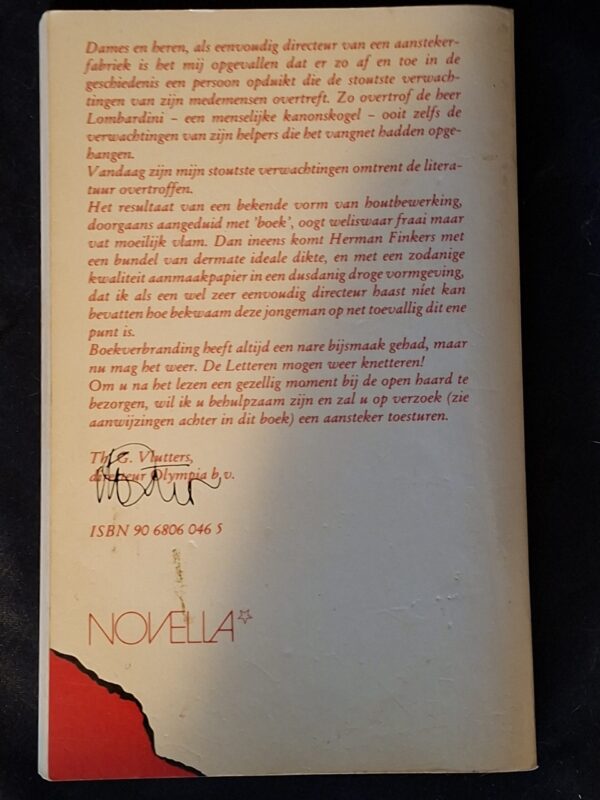 Dames en heren, als eenvoudig directeur van een aansteker-
fabriek is het mij opgevallen dat er zo af en toe in de
geschiedenis een persoon opduikt die de stoutste verwach-
tingen van zijn medemensen overtreft. Zo overtrof de heer
Lombardini – een menselijke kanonskogel – ooit zelfs de
verwachtingen van zijn helpers die het vangnet hadden opge-
hangen.
Vandaag zijn mijn stoutste verwachtingen omtrent de litera-
tuur overtroffen.
Het resultaat van een bekende vorm van houtbewerking,
doorgaans aangeduid met 'boek', oogt weliswaar fraai maar
vat moeilijk vlam. Dan ineens komt Herman Finkers met
een bundel van dermate ideale dikte, en met een zodanige
kwaliteit aanmaakpapier in een dusdanig droge vormgeving,
dat ik als een wel zeer eenvoudig directeur haast niet kan
bevatten hoe bekwaam deze jongeman op net toevallig dit ene
punt is.
Boekverbranding heeft altijd een nare bijsmaak gehad, maar
nu mag het weer. De Letteren mogen weer knetteren!
Om u na het lezen een gezellig moment bij de open haard te
bezorgen, wil ik u behulpzaam zijn en zal u op verzoek (zie
aanwijzingen achter in dit boek) een aansteker toesturen.
Th. G. Vlutters,
directeur Olympia b.v.
ISBN 90 6806 046 5
NOVELLA